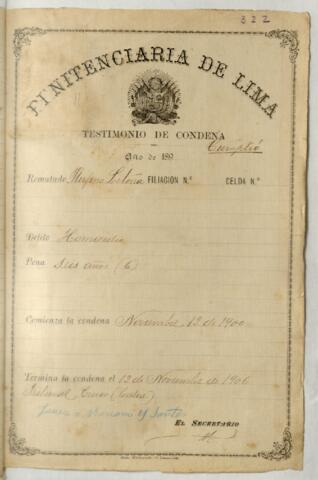 322
PENITENCIARIA DE LIMA
TESTIMONIO DE CONDENA
Cumplió
Año de 189
Rematado FILIACION N.° CELDA N.°
Delito Homicidio
Pena Seis años (6)
Comienza la condena Noviembre 12 de 1900
Termina la condena el 12 de Noviembre de 1906
Tribunal
EL SECRETARIO